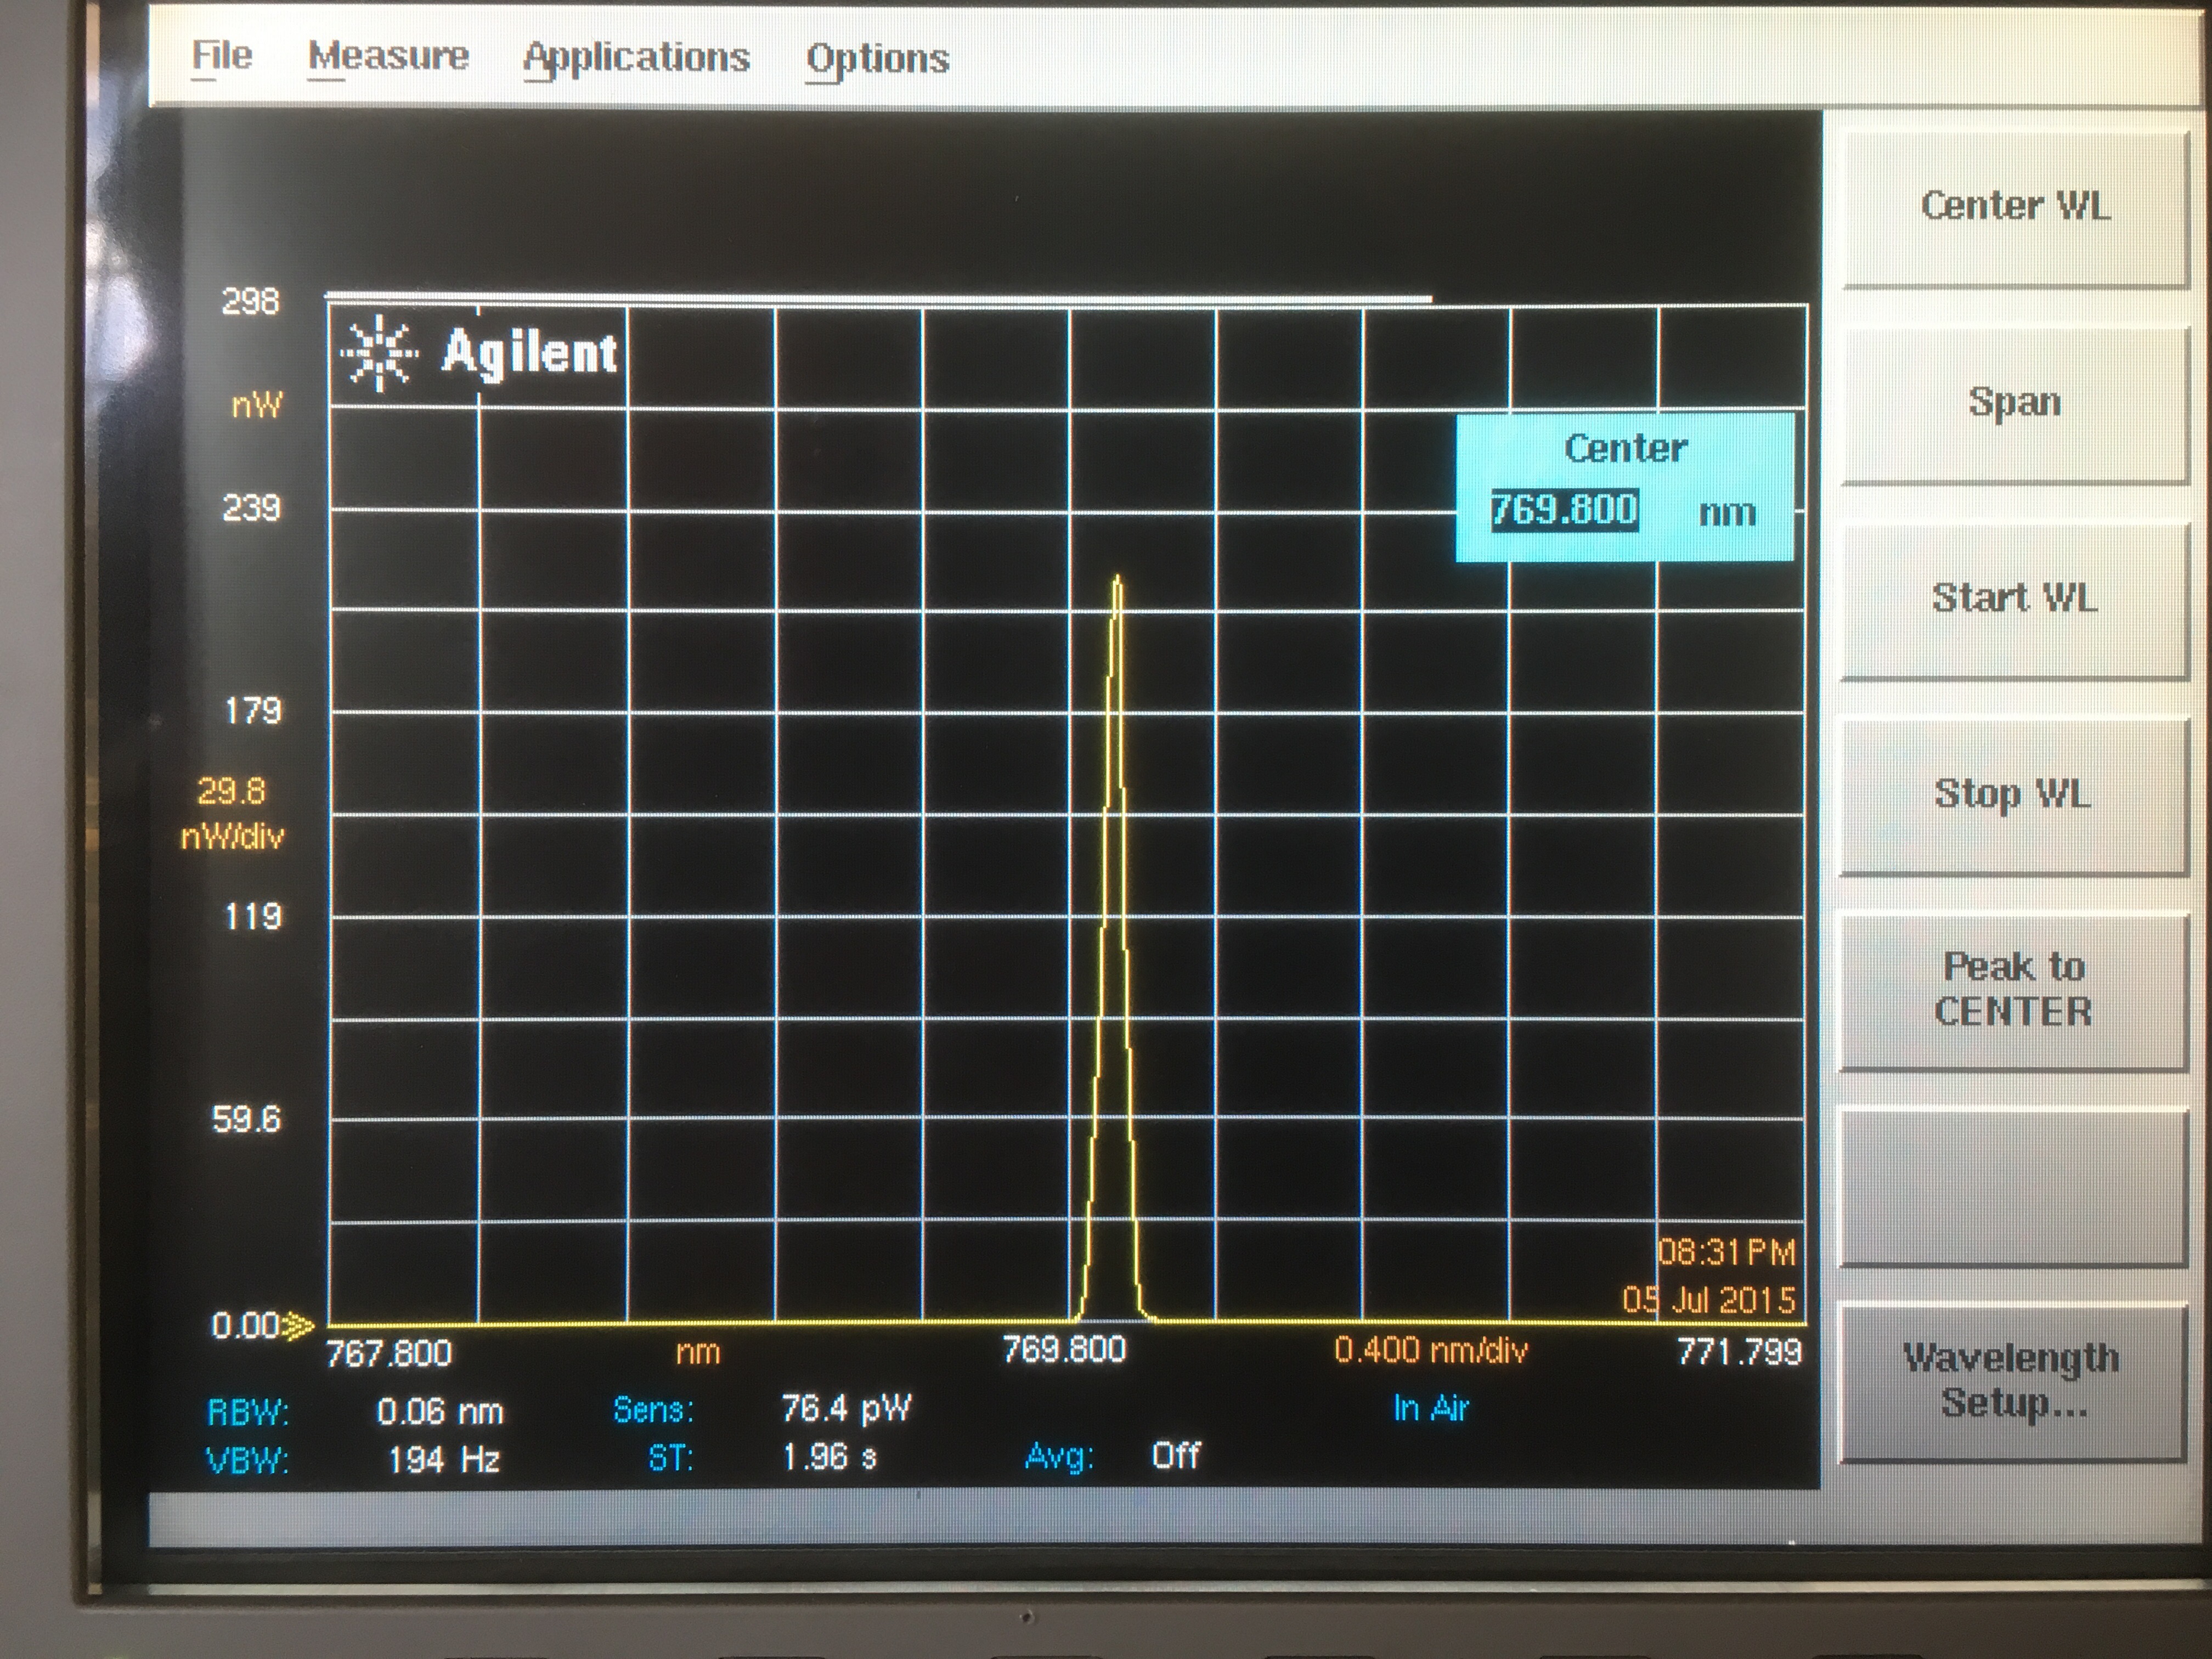 File Measure Applications Options
Center WL
Span
Start WL
Stop WL
Peak to
CENTER
Wavelength
Setup...
298
Agilent
nW
Center
769.800 nm
239
179
29.8
nW/div
119
59.6
08:31PM
05 Jul 2015
0.00
767.800 nm 769.800 0.400 nm/div 771.799
RBW: 0.06 nm Sens: 76.4 pW In Air
VBW: 194 Hz ST: 1.96 s Avg: Off